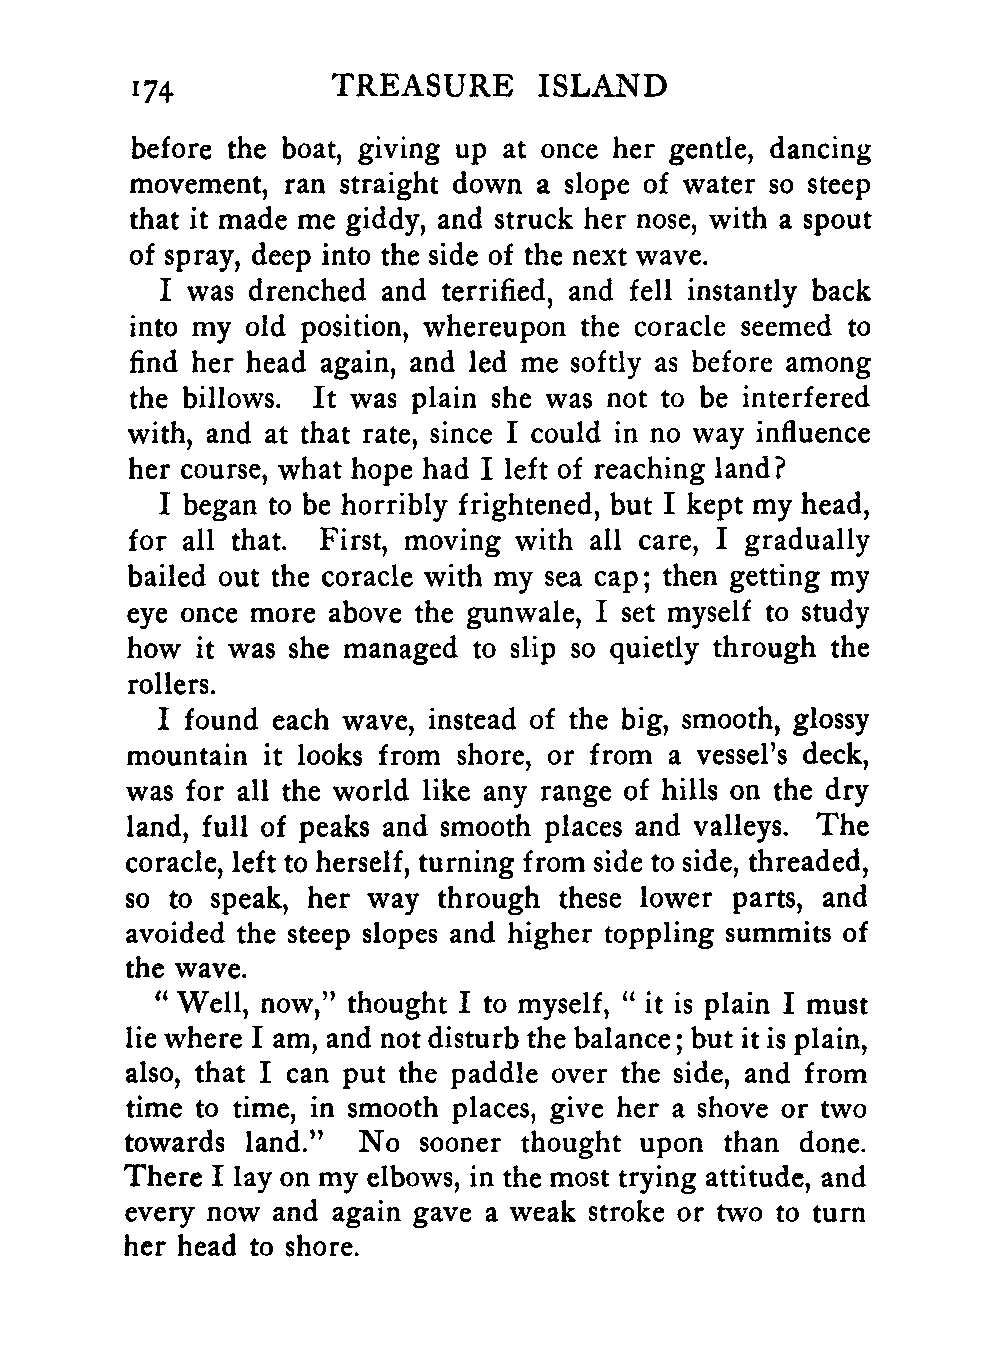 174 TREASURE ISLAND
before the boat, giving up at once her gentle, dancing
movement, ran straight down a slope of water so steep
that it made me giddy, and struck her nose, with a spout
of spray, deep into the side of the next wave.
I was drenched and terrified, and fell instantly back
into my old position, whereupon the coracle seemed to
find her head again, and led me softly as before among
the billows. It was plain she was not to be interfered
with, and at that rate, since I could in no way influence
her course, what hope had I left of reaching land?
I began to be horribly frightened, but I kept my head,
for all that. First, moving with all care, I gradually
bailed out the coracle with my sea cap; then getting my
eye once more above the gunwale, I set myself to study
how it was she managed to slip so quietly through the
rollers.
I found each wave, instead of the big, smooth, glossy
mountain it looks from shore, or from a vessel's deck,
was for all the world like any range of hills on the dry
land, full of peaks and smooth places and valleys. The
coracle, left to herself, turning from side to side, threaded,
so to speak, her way through these lower parts, and
avoided the steep slopes and higher toppling summits of
the wave.
“Well, now,” thought I to myself, “it is plain I must
lie where I am, and not disturb the balance; but it is plain,
also, that I can put the paddle over the side, and from
time to time, in smooth places, give her a shove or two
towards land.” No sooner thought upon than done.
There I lay on my elbows, in the most trying attitude, and
every now and again gave a weak stroke or two to turn
her head to shore.